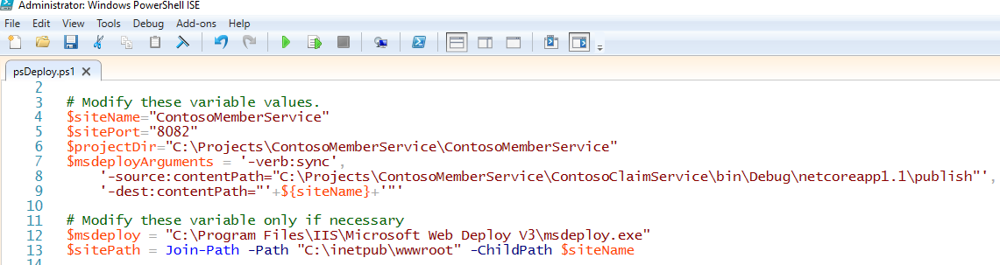 Administrator: Windows PowerShell ISE
File Edit View Tools Debug Add-ons Help
psDeploy.ps1
2
3 # Modify these variable values.
4 $siteName="ContosoMemberService"
5 $sitePort="8082"
6 $projectDir="C:\Projects\ContosoMemberService\ContosoMemberService"
7 $msdeployArguments = '-verb:sync',
8 '-source:contentPath="C:\Projects\ContosoMemberService\ContosoClaimService\bin\Debug\netcoreapp1.1\publish"',
9 '-dest:contentPath="'+${siteName}+'"'
10
11 # Modify these variable only if necessary
12 $msdeploy = "C:\Program Files\IIS\Microsoft Web Deploy V3\msdeploy.exe"
13 $sitePath = Join-Path -Path "C:\inetpub\wwwroot" -ChildPath $siteName
14